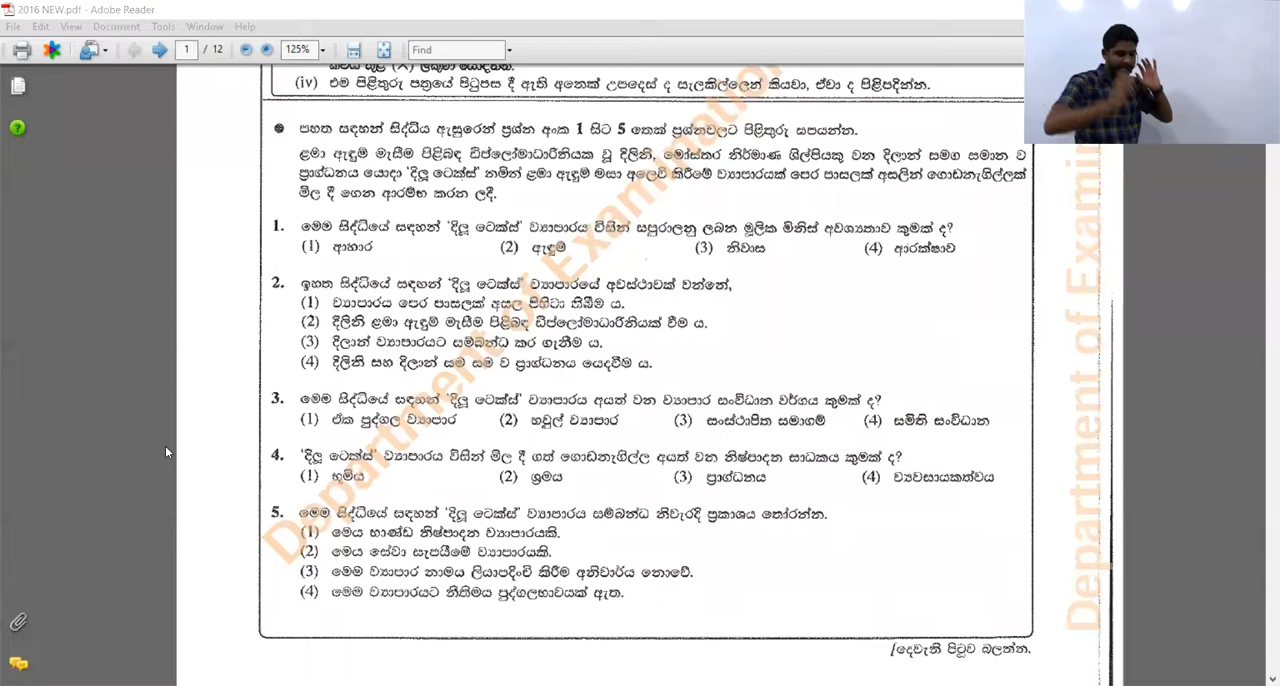 2016 NEW.pdf - Adobe Reader
File Edit View Document Tools Window Help
1 / 12 125% Find
(iv) එම පිළිතුරු පත්‍රයේ පිටුපස දී ඇති අනෙක් උපදෙස් ද සැලකිල්ලෙන් කියවා, ඒවා ද පිළිපදින්න.
● පහත සඳහන් සිද්ධිය ඇසුරෙන් ප්‍රශ්න අංක 1 සිට 5 තෙක් ප්‍රශ්නවලට පිළිතුරු සපයන්න.
ළමා ඇඳුම් මැසීම පිළිබඳ ඩිප්ලෝමාධාරිනියක වූ දිලිනි, මෝස්තර නිර්මාණ ශිල්පියකු වන දිලාන් සමග සමාන ව
ප්‍රාග්ධනය යොදා 'දිලූ ටෙක්ස්' නමින් ළමා ඇඳුම් මසා අලෙවි කිරීමේ ව්‍යාපාරයක් පෙර පාසලක් අසලින් ගොඩනැගිල්ලක්
මිල දී ගෙන ආරම්භ කරන ලදී.
1. මෙම සිද්ධියේ සඳහන් 'දිලූ ටෙක්ස්' ව්‍යාපාරය විසින් සපුරාලනු ලබන මූලික මිනිස් අවශ්‍යතාව කුමක් ද?
(1) ආහාර (2) ඇඳුම් (3) නිවාස (4) ආරක්ෂාව
2. ඉහත සිද්ධියේ සඳහන් 'දිලූ ටෙක්ස්' ව්‍යාපාරයේ අවස්ථාවක් වන්නේ,
(1) ව්‍යාපාරය පෙර පාසලක් අසල පිහිටා තිබීම ය.
(2) දිලිනි ළමා ඇඳුම් මැසීම පිළිබඳ ඩිප්ලෝමාධාරිනියක් වීම ය.
(3) දිලාන් ව්‍යාපාරයට සම්බන්ධ කර ගැනීම ය.
(4) දිලිනි සහ දිලාන් සම සම ව ප්‍රාග්ධනය යෙදවීම ය.
3. මෙම සිද්ධියේ සඳහන් 'දිලූ ටෙක්ස්' ව්‍යාපාරය අයත් වන ව්‍යාපාර සංවිධාන වර්ගය කුමක් ද?
(1) ඒක පුද්ගල ව්‍යාපාර (2) හවුල් ව්‍යාපාර (3) සංස්ථාපිත සමාගම් (4) සමිති සංවිධාන
4. 'දිලූ ටෙක්ස්' ව්‍යාපාරය විසින් මිල දී ගත් ගොඩනැගිල්ල අයත් වන නිෂ්පාදන සාධකය කුමක් ද?
(1) භූමිය (2) ශ්‍රමය (3) ප්‍රාග්ධනය (4) ව්‍යවසායකත්වය
5. මෙම සිද්ධියේ සඳහන් 'දිලූ ටෙක්ස්' ව්‍යාපාරය සම්බන්ධ නිවැරදි ප්‍රකාශය තෝරන්න.
(1) මෙය භාණ්ඩ නිෂ්පාදන ව්‍යාපාරයකි.
(2) මෙය සේවා සැපයීමේ ව්‍යාපාරයකි.
(3) මෙම ව්‍යාපාර නාමය ලියාපදිංචි කිරීම අනිවාර්ය නොවේ.
(4) මෙම ව්‍යාපාරයට නීතිමය පුද්ගලභාවයක් ඇත.
/දෙවැනි පිටුව බලන්න.
Department of Examination
Department of Exam